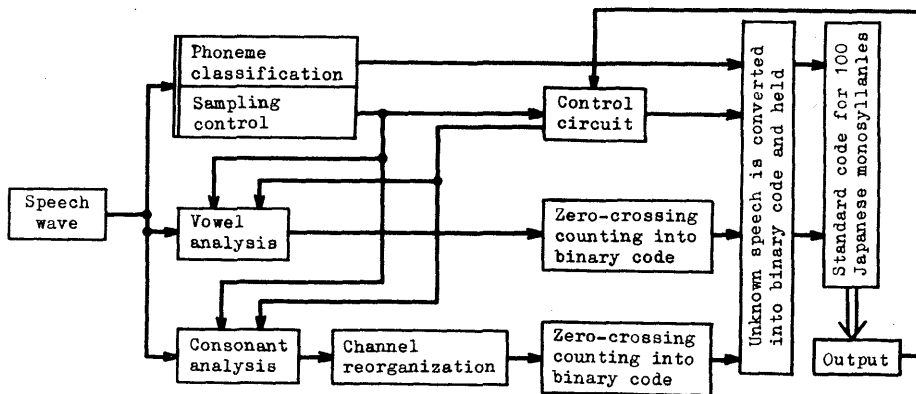 Phoneme
classification
Sampling
control
Control
circuit
Speech
wave
Vowel
analysis
Zero-crossing
counting into
binary code
Consonant
analysis
Channel
reorganization
Zero-crossing
counting into
binary code
Unknown speech is converted
into binary code and held
Standard code for 100
Japanese monosyllanles
Output